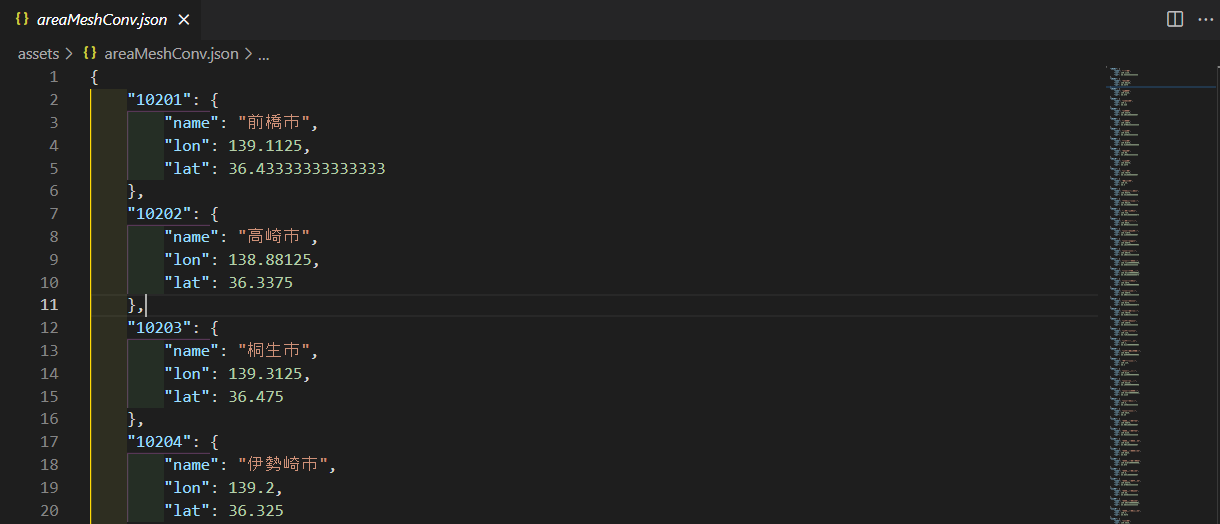 {} areaMeshConv.json ×
assets > {} areaMeshConv.json > ...
1 {
2 "10201": {
3 "name": "前橋市",
4 "lon": 139.1125,
5 "lat": 36.43333333333333
6 },
7 "10202": {
8 "name": "高崎市",
9 "lon": 138.88125,
10 "lat": 36.3375
11 },
12 "10203": {
13 "name": "桐生市",
14 "lon": 139.3125,
15 "lat": 36.475
16 },
17 "10204": {
18 "name": "伊勢崎市",
19 "lon": 139.2,
20 "lat": 36.325